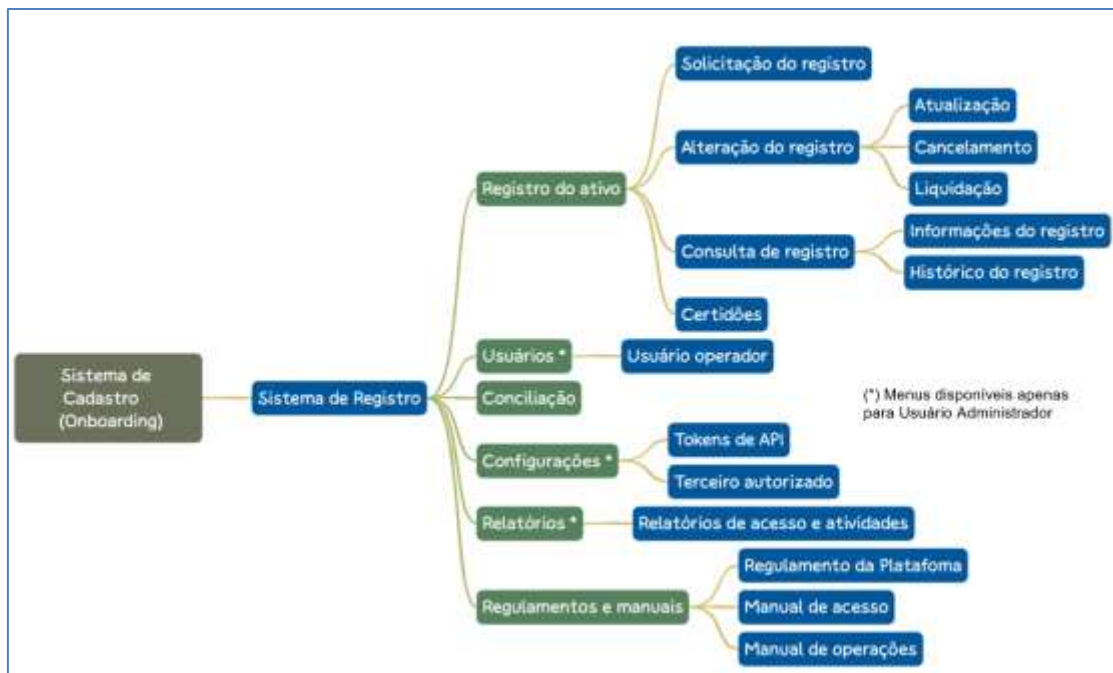 Solicitação do registro
Atualização
Alteração do registro
Cancelamento
Registro do ativo
Liquidação
Informações do registro
Consulta de registro
Histórico do registro
Certidões
Usuários *
Usuário operador
Sistema de
Cadastro
(Onboarding)
Sistema de Registro
Conciliação
(*) Menus disponíveis apenas
para Usuário Administrador
Tokens de API
Configurações *
Terceiro autorizado
Relatórios *
Relatórios de acesso e atividades
Regulamento da Platafoma
Regulamentos e manuais
Manual de acesso
Manual de operações